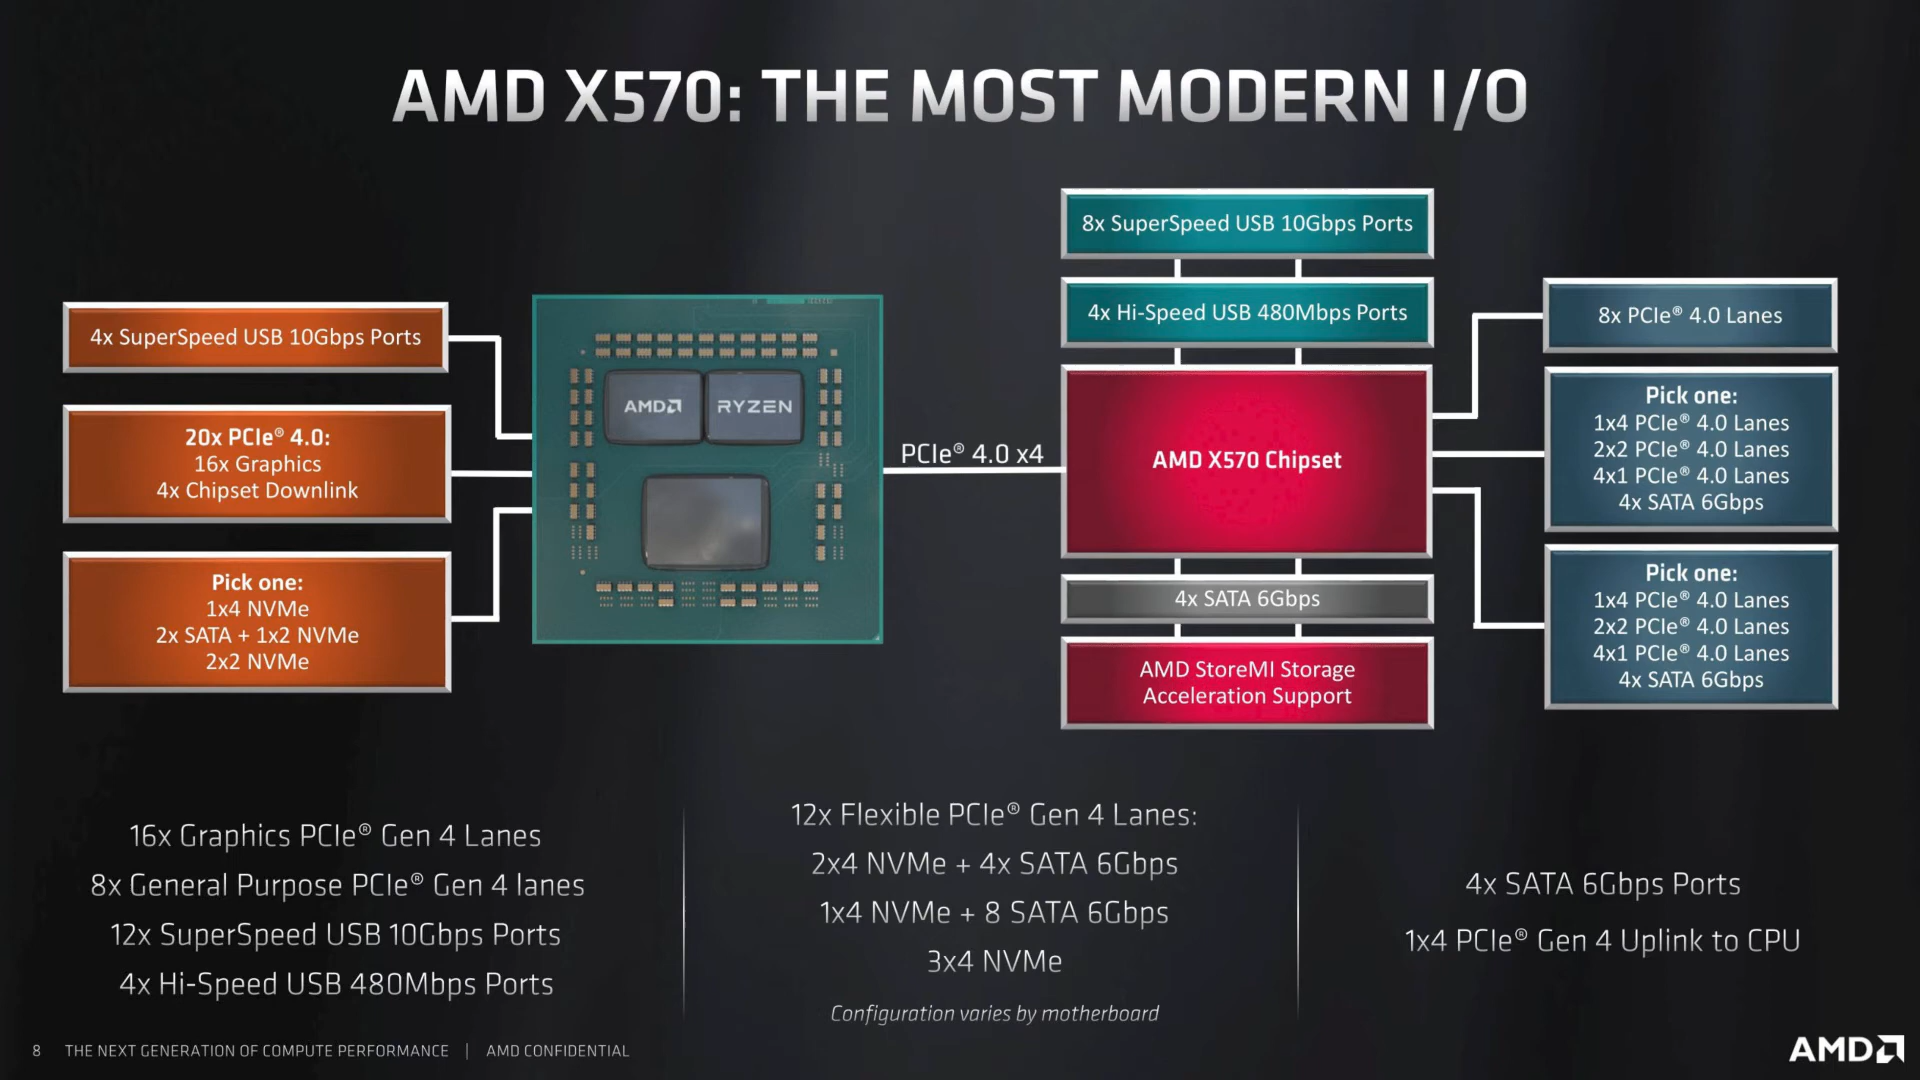 AMD X570: THE MOST MODERN I/O
4x SuperSpeed USB 10Gbps Ports
20x PCIe® 4.0:
16x Graphics
4x Chipset Downlink
Pick one:
1x4 NVMe
2x SATA + 1x2 NVMe
2x2 NVMe
AMD
RYZEN
PCIe® 4.0 x4
8x SuperSpeed USB 10Gbps Ports
4x Hi-Speed USB 480Mbps Ports
AMD X570 Chipset
4x SATA 6Gbps
AMD StoreMI Storage
Acceleration Support
8x PCIe® 4.0 Lanes
Pick one:
1x4 PCIe® 4.0 Lanes
2x2 PCIe® 4.0 Lanes
4x1 PCIe® 4.0 Lanes
4x SATA 6Gbps
Pick one:
1x4 PCIe® 4.0 Lanes
2x2 PCIe® 4.0 Lanes
4x1 PCIe® 4.0 Lanes
4x SATA 6Gbps
16x Graphics PCIe® Gen 4 Lanes
8x General Purpose PCIe® Gen 4 lanes
12x SuperSpeed USB 10Gbps Ports
4x Hi-Speed USB 480Mbps Ports
12x Flexible PCIe® Gen 4 Lanes:
2x4 NVMe + 4x SATA 6Gbps
1x4 NVMe + 8 SATA 6Gbps
3x4 NVMe
Configuration varies by motherboard
4x SATA 6Gbps Ports
1x4 PCIe® Gen 4 Uplink to CPU
8 THE NEXT GENERATION OF COMPUTE PERFORMANCE | AMD CONFIDENTIAL
AMD